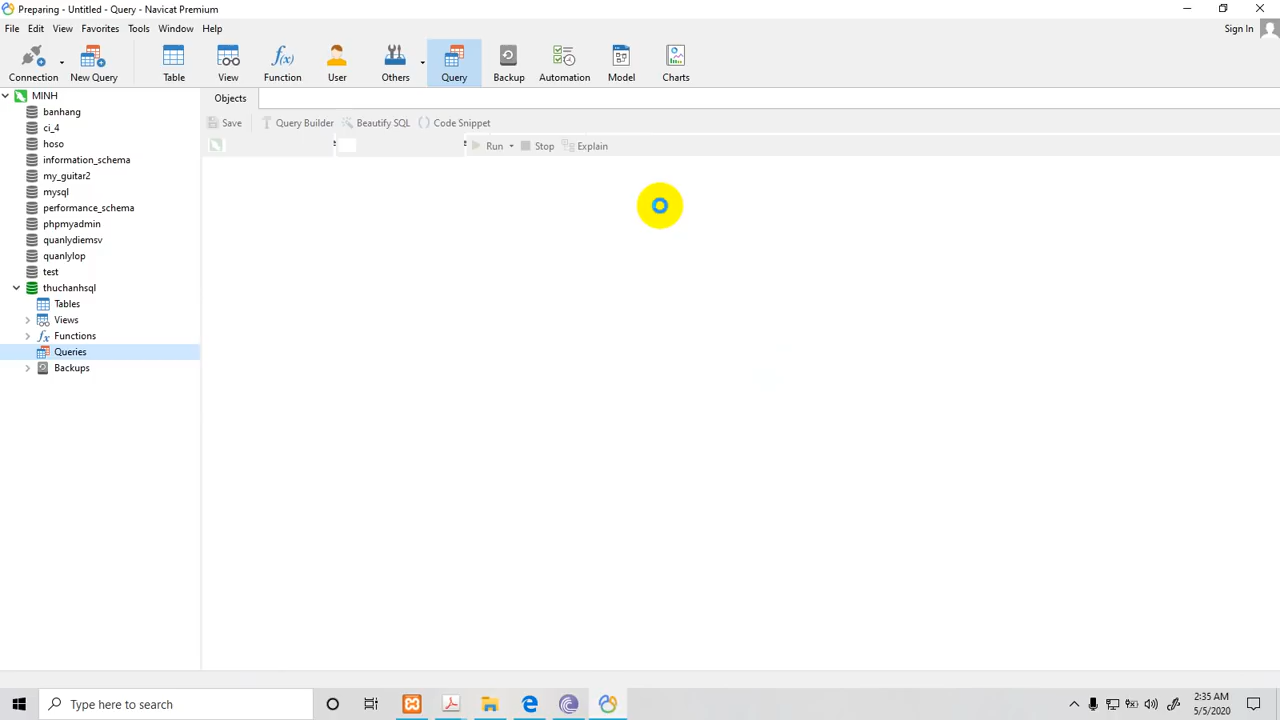 Preparing - Untitled - Query - Navicat Premium
File Edit View Favorites Tools Window Help
Sign In
Connection New Query Table View Function User Others Query Backup Automation Model Charts
MINH
Objects
banhang
Save Query Builder Beautify SQL () Code Snippet
ci_4
hoso
Run Stop Explain
information_schema
my_guitar2
mysql
performance_schema
phpmyadmin
quanlydiemsv
quanlylop
test
thuchanhsql
Tables
Views
Functions
Queries
Backups
Type here to search
2:35 AM
5/5/2020